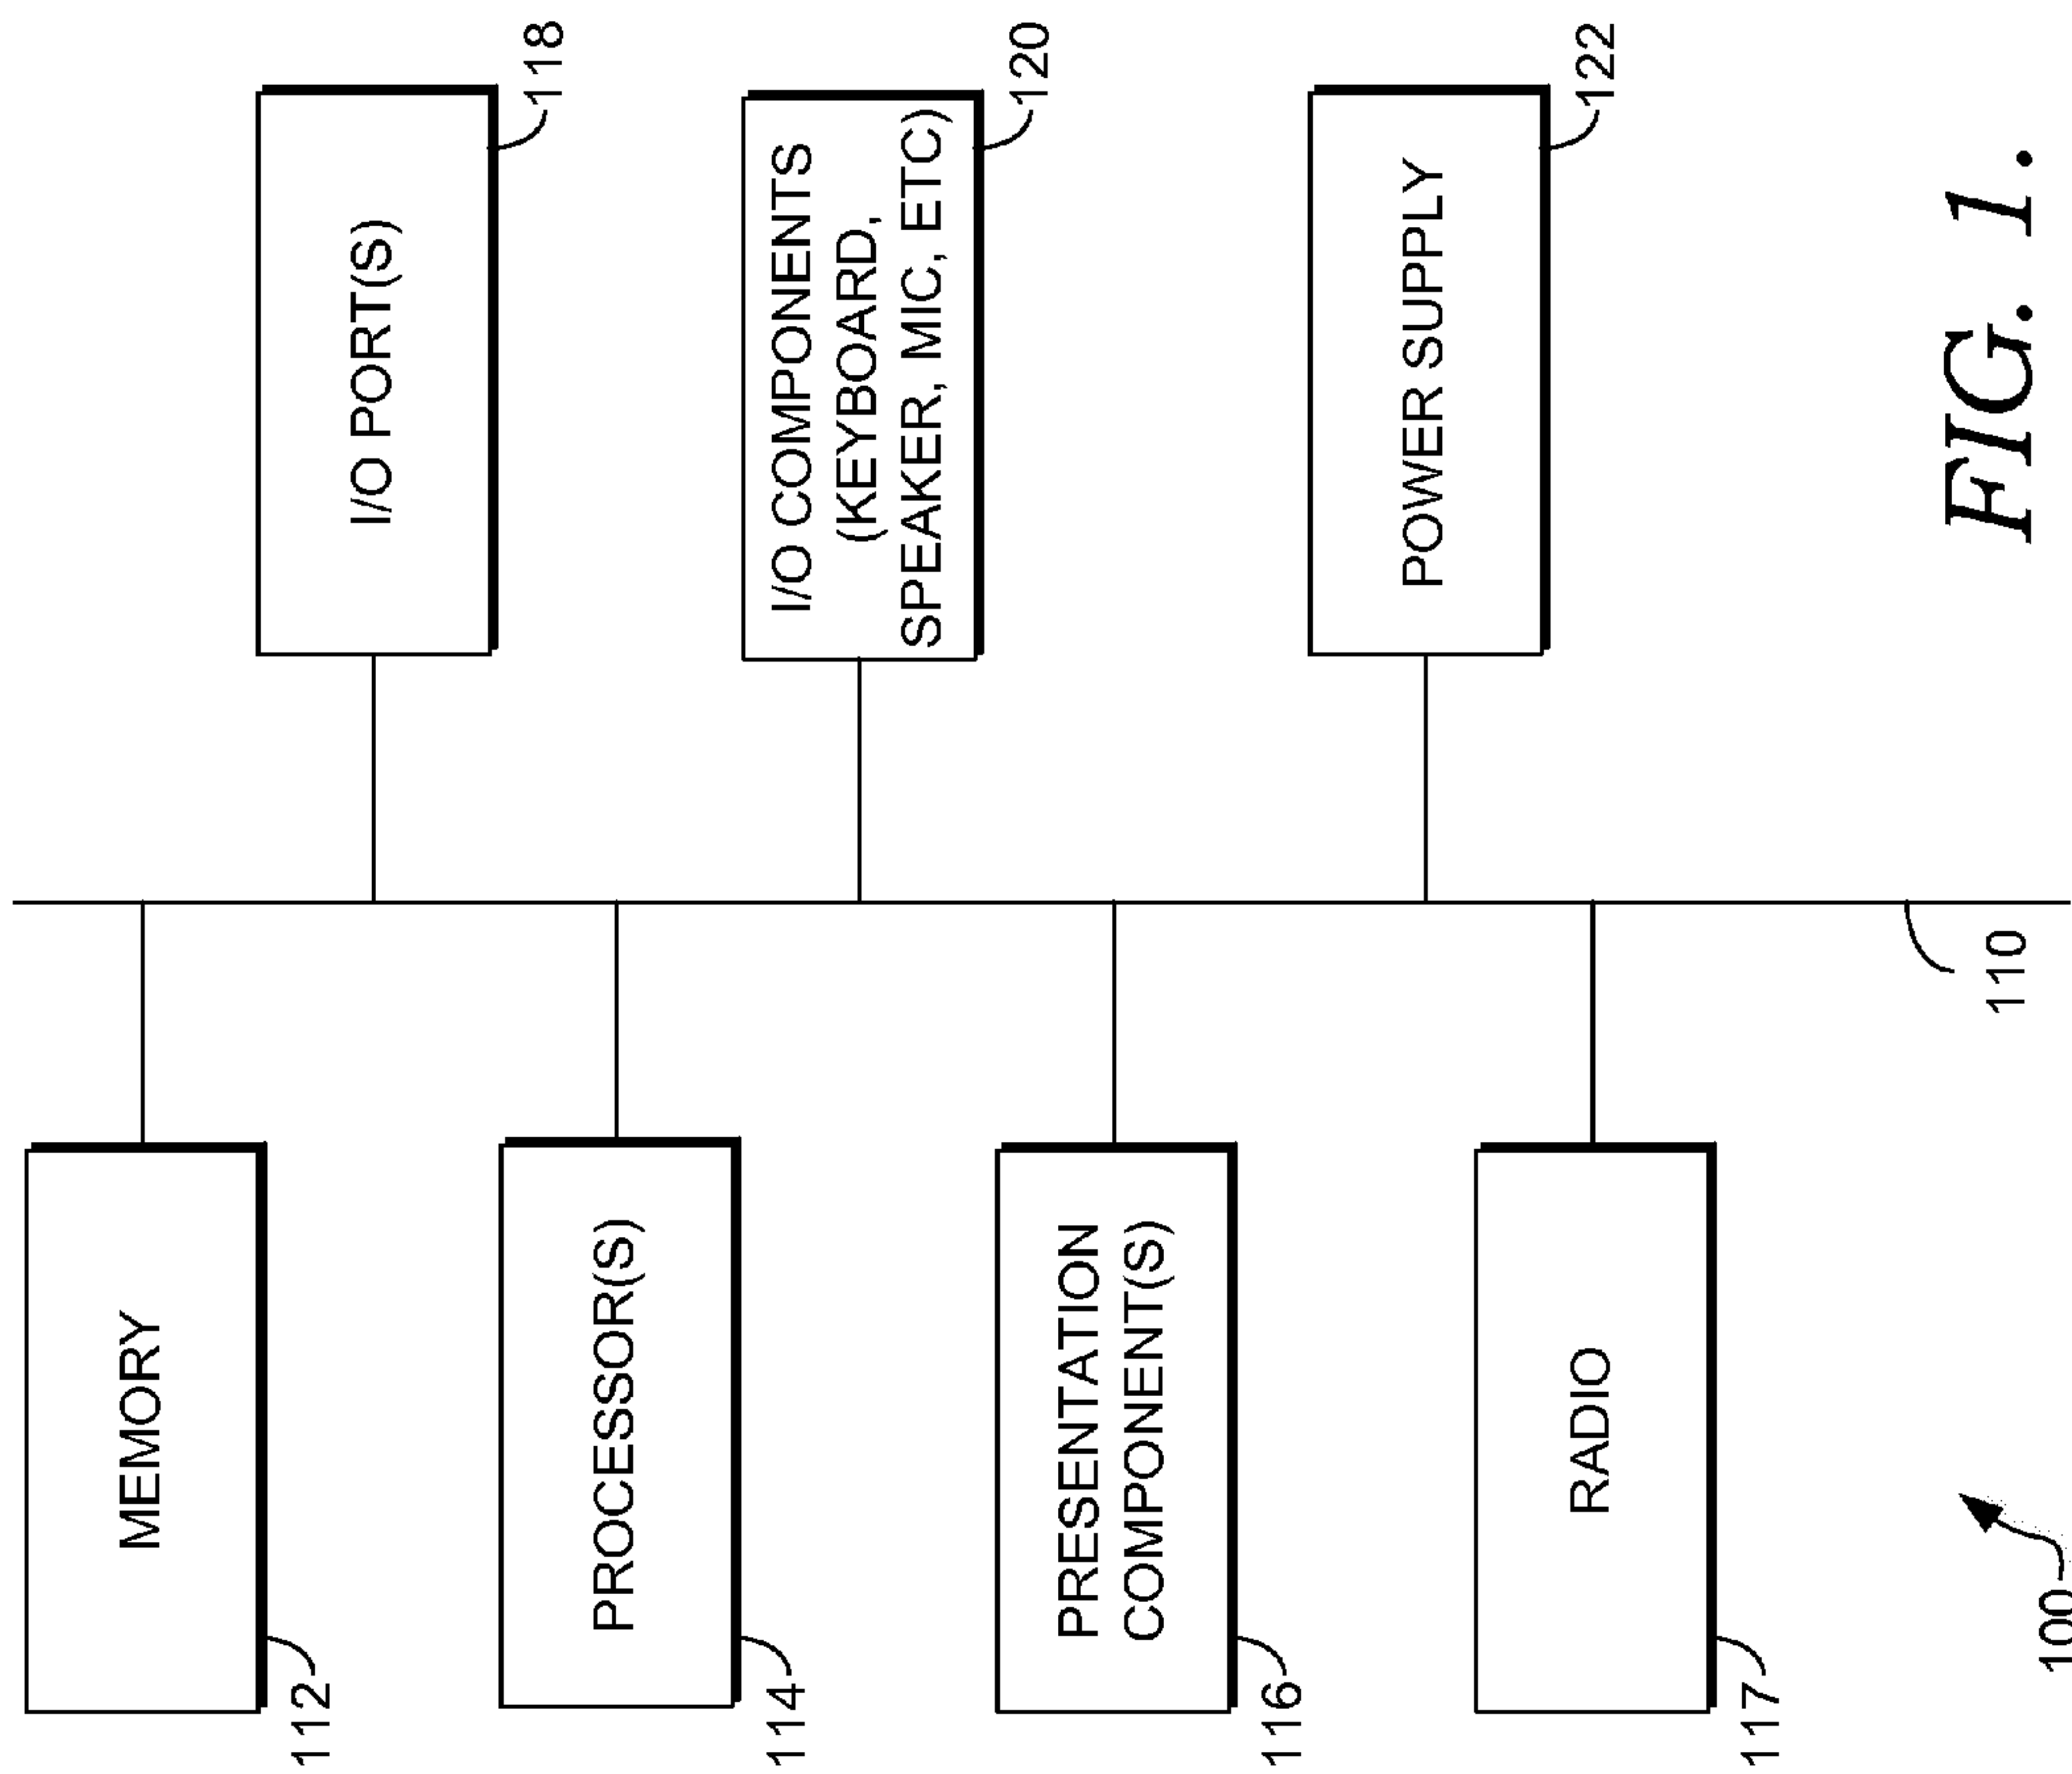 MEMORY
112
I/O PORT(S)
118
PROCESSOR(S)
114
I/O COMPONENTS
(KEYBOARD,
SPEAKER, MIC, ETC)
120
PRESENTATION
COMPONENT(S)
116
POWER SUPPLY
122
RADIO
117
110
100
FIG. 1.